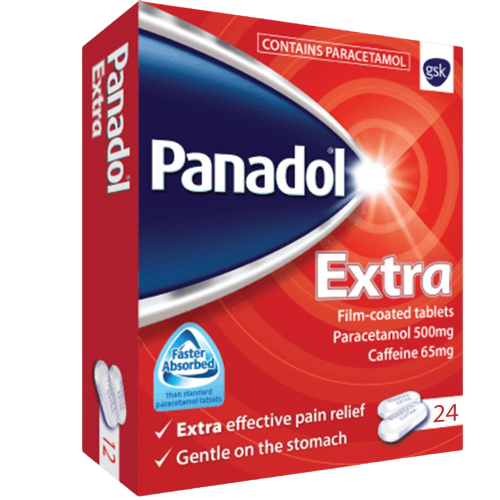 Panadol
Extra
12
CONTAINS PARACETAMOL
gsk
Panadol
Extra
Film-coated tablets
Paracetamol 500mg
Caffeine 65mg
Faster
Absorbed
than standard
paracetamol tablets
✓ Extra effective pain relief
✓ Gentle on the stomach
24